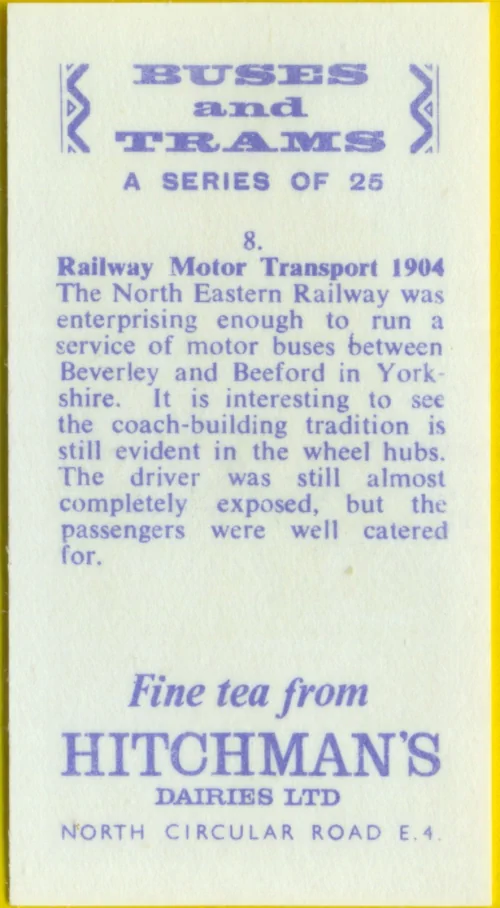 BUSES
and
TRAMS
A SERIES OF 25
8.
Railway Motor Transport 1904
The North Eastern Railway was
enterprising enough to run a
service of motor buses between
Beverley and Beeford in York-
shire. It is interesting to see
the coach-building tradition is
still evident in the wheel hubs.
The driver was still almost
completely exposed, but the
passengers were well catered
for.
Fine tea from
HITCHMAN'S
DAIRIES LTD
NORTH CIRCULAR ROAD E.4.